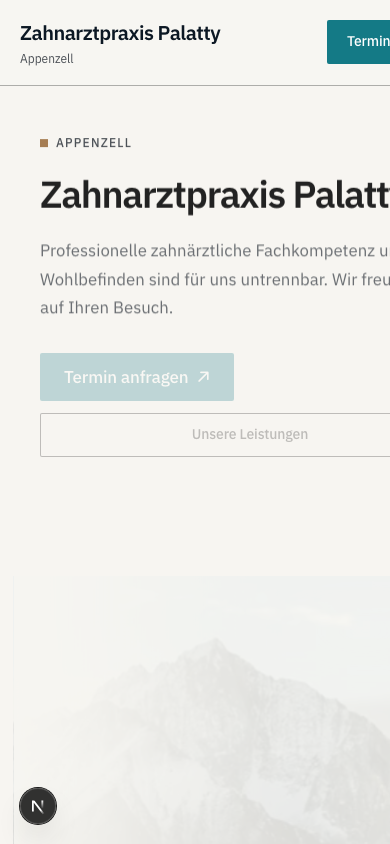 Zahnarztpraxis Palatty
Appenzell
Termin
APPENZELL
Zahnarztpraxis Palatt
Professionelle zahnärztliche Fachkompetenz u
Wohlbefinden sind für uns untrennbar. Wir freu
auf Ihren Besuch.
Termin anfragen ↗
Unsere Leistungen
N